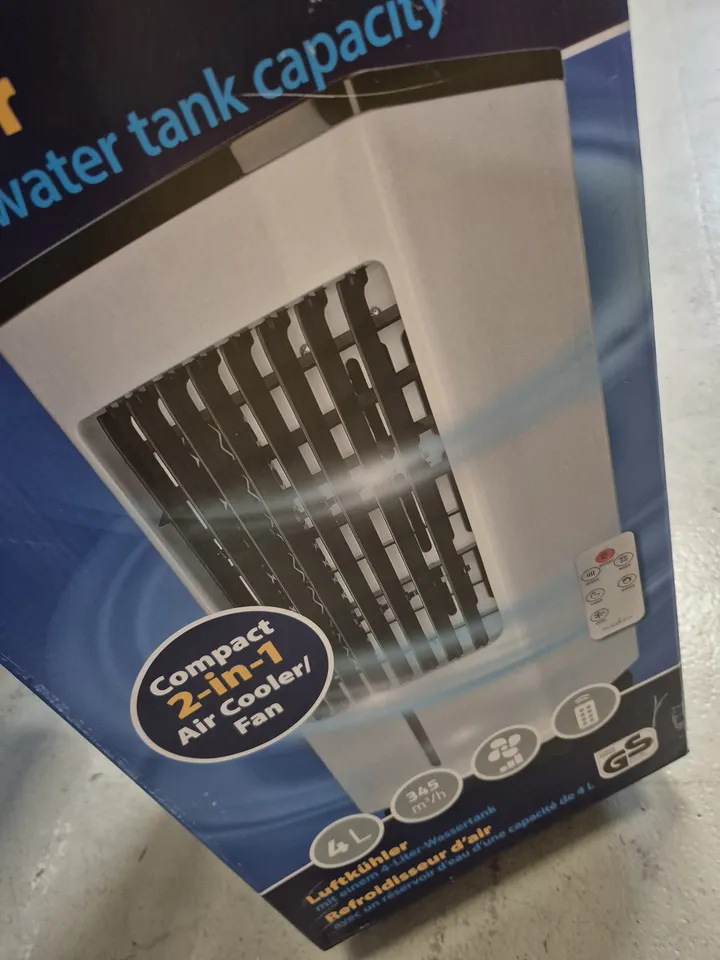 r
water tank capacity
Compact
2-in-1
Air Cooler/
Fan
4 L
345
m³/h
GS
Luftkühler
mit einem 4-Liter-Wassertank
Refroidisseur d'air
avec un réservoir d'eau d'une capacité de 4 L